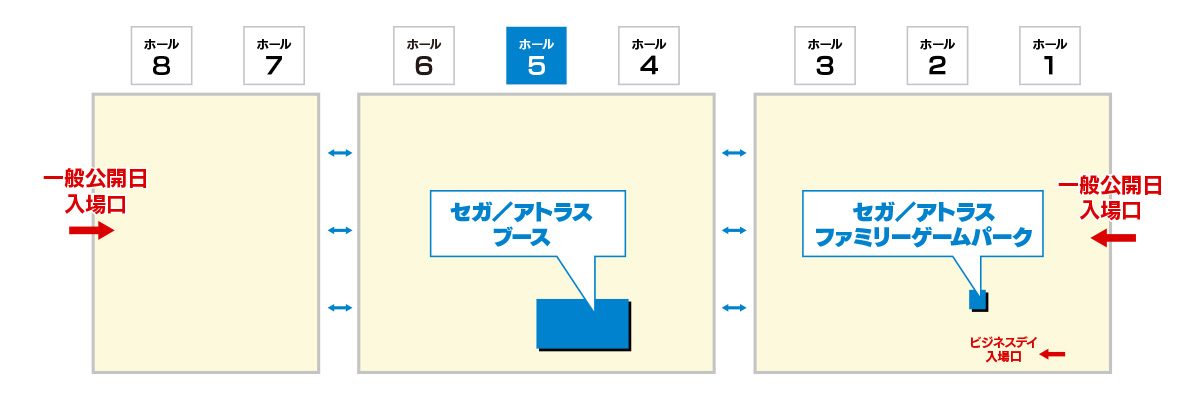 ホール
8
ホール
7
ホール
6
ホール
5
ホール
4
ホール
3
ホール
2
ホール
1
一般公開日
入場口
セガ／アトラス
ブース
セガ／アトラス
ファミリーゲームパーク
一般公開日
入場口
ビジネスデイ
入場口